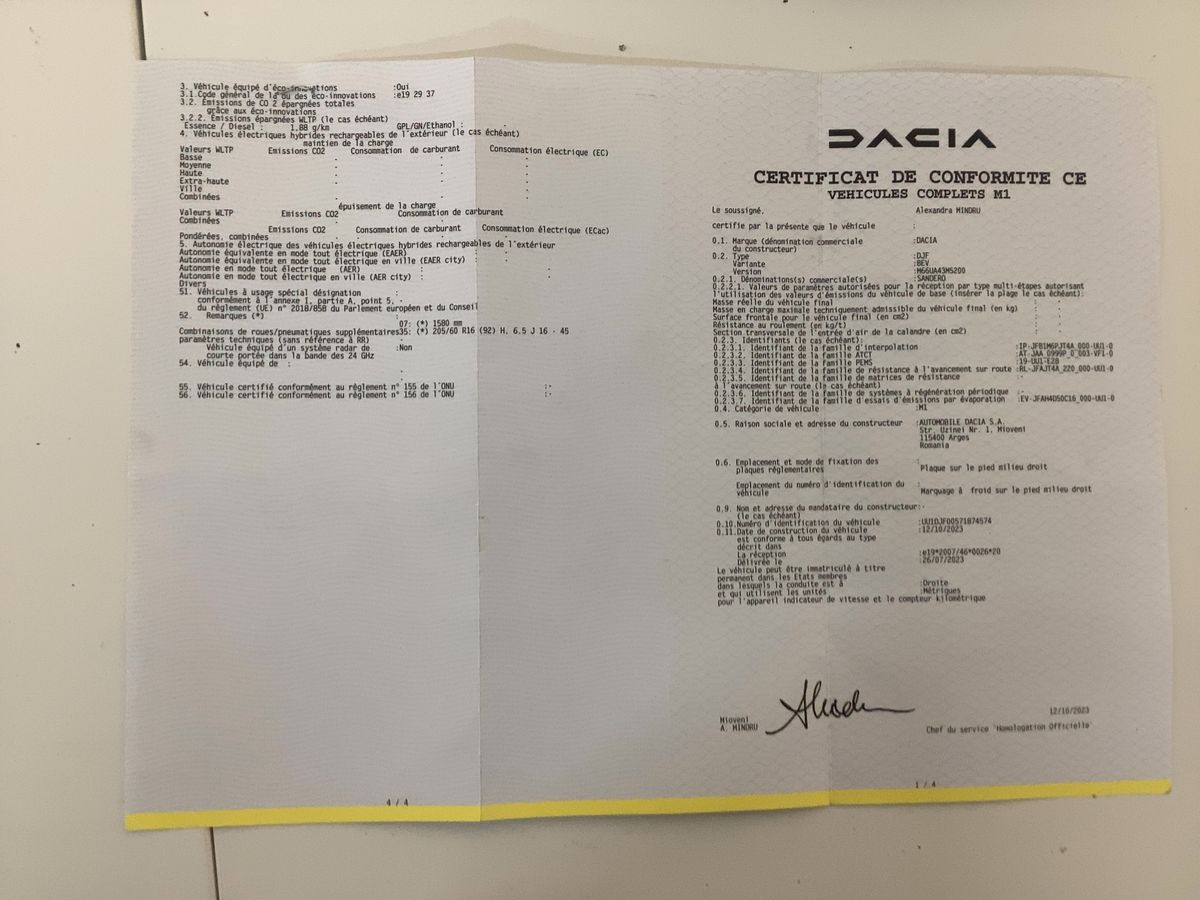 3. Véhicule équipé d'éco-innovations :Oui
3.1.Code général de la ou des éco-innovations :e19 29 37
3.2. Emissions de CO 2 épargnées totales
grâce aux éco-innovations
3.2.2. Emissions épargnées WLTP (le cas échéant)
Essence / Diesel : 1.88 g/km GPL/GN/Ethanol : -
4. Véhicules électriques hybrides rechargeables de l'extérieur (le cas échéant)
maintien de la charge
Valeurs WLTP Emissions CO2 Consommation de carburant Consommation électrique (EC)
Basse - - -
Moyenne - - -
Haute - - -
Extra-haute - - -
Ville - - -
Combinées - - -
épuisement de la charge
Valeurs WLTP Emissions CO2 Consommation de carburant
Combinées - -
Emissions CO2 Consommation de carburant Consommation électrique (ECac)
Pondérées, combinées - - -
5. Autonomie électrique des véhicules électriques hybrides rechargeables de l'extérieur
Autonomie équivalente en mode tout électrique (EAER) : -
Autonomie équivalente en mode tout électrique en ville (EAER city) : -
Autonomie en mode tout électrique (AER) : -
Autonomie en mode tout électrique en ville (AER city) : -
Divers
51. Véhicules à usage spécial désignation :
conformément à l'annexe I, partie A, point 5, -
du règlement (UE) n° 2018/858 du Parlement européen et du Conseil
52. Remarques (*) :
07: (*) 1580 mm
Combinaisons de roues/pneumatiques supplémentaires35: (*) 205/60 R16 (92) H. 6.5 J 16 - 45
paramètres techniques (sans référence à RR)
Véhicule équipé d'un système radar de :Non
courte portée dans la bande des 24 GHz
54. Véhicule équipé de :
55. Véhicule certifié conformément au règlement n° 155 de l'ONU :-
56. Véhicule certifié conformément au règlement n° 156 de l'ONU :-
4 / 4
DACIA
CERTIFICAT DE CONFORMITE CE
VEHICULES COMPLETS M1
Le soussigné, Alexandra MINDRU
certifie par la présente que le véhicule :
0.1. Marque (dénomination commerciale :DACIA
du constructeur)
0.2. Type :DJF
Variante :BEV
Version :M66UA43H5200
0.2.1. Dénominations(s) commerciale(s) :SANDERO
0.2.2.1. Valeurs de paramètres autorisées pour la réception par type multi-étapes autorisant
l'utilisation des valeurs d'émissions du véhicule de base (insérer la plage le cas échéant):
Masse réelle du véhicule final : -
Masse en charge maximale techniquement admissible du véhicule final (en kg) : -
Surface frontale pour le véhicule final (en cm2) : -
Résistance au roulement (en kg/t) : -
Section transversale de l'entrée d'air de la calandre (en cm2) : -
0.2.3. Identifiants (le cas échéant):
0.2.3.1. Identifiant de la famille d'interpolation :IP-JFB1M6PJT4A_000-UU1-0
0.2.3.2. Identifiant de la famille ATCT :AT-JAA_0999P_0_003-VF1-0
0.2.3.3. Identifiant de la famille PEMS :19-UU1-E2B
0.2.3.4. Identifiant de la famille de résistance à l'avancement sur route :RL-JFAJT4A_220_000-UU1-0
0.2.3.5. Identifiant de la famille de matrices de résistance :-
à l'avancement sur route (le cas échéant)
0.2.3.6. Identifiant de la famille de systèmes à régénération périodique :-
0.2.3.7. Identifiant de la famille d'essais d'émissions par évaporation :EV-JFAH4D50C16_000-UU1-0
0.4. Catégorie de véhicule :M1
0.5. Raison sociale et adresse du constructeur :AUTOMOBILE DACIA S.A.
Str. Uzinei Nr. 1, Mioveni
115400 Arges
Romania
0.6. Emplacement et mode de fixation des :
plaques réglementaires Plaque sur le pied milieu droit
Emplacement du numéro d'identification du :
véhicule Marquage à froid sur le pied milieu droit
0.9. Nom et adresse du mandataire du constructeur:-
(le cas échéant)
0.10.Numéro d'identification du véhicule :UU1DJF00571874574
0.11.Date de construction du véhicule :12/10/2023
est conforme à tous égards au type
décrit dans
La réception :e19*2007/46*0026*20
Délivrée le :26/07/2023
Le véhicule peut être immatriculé à titre
permanent dans les Etats membres
dans lesquels la conduite est à :Droite
et qui utilisent les unités :Métriques
pour l'appareil indicateur de vitesse et le compteur kilométrique
Mioveni 12/10/2023
A. MINDRU Chef du service 'Homologation Officielle'
1 / 4